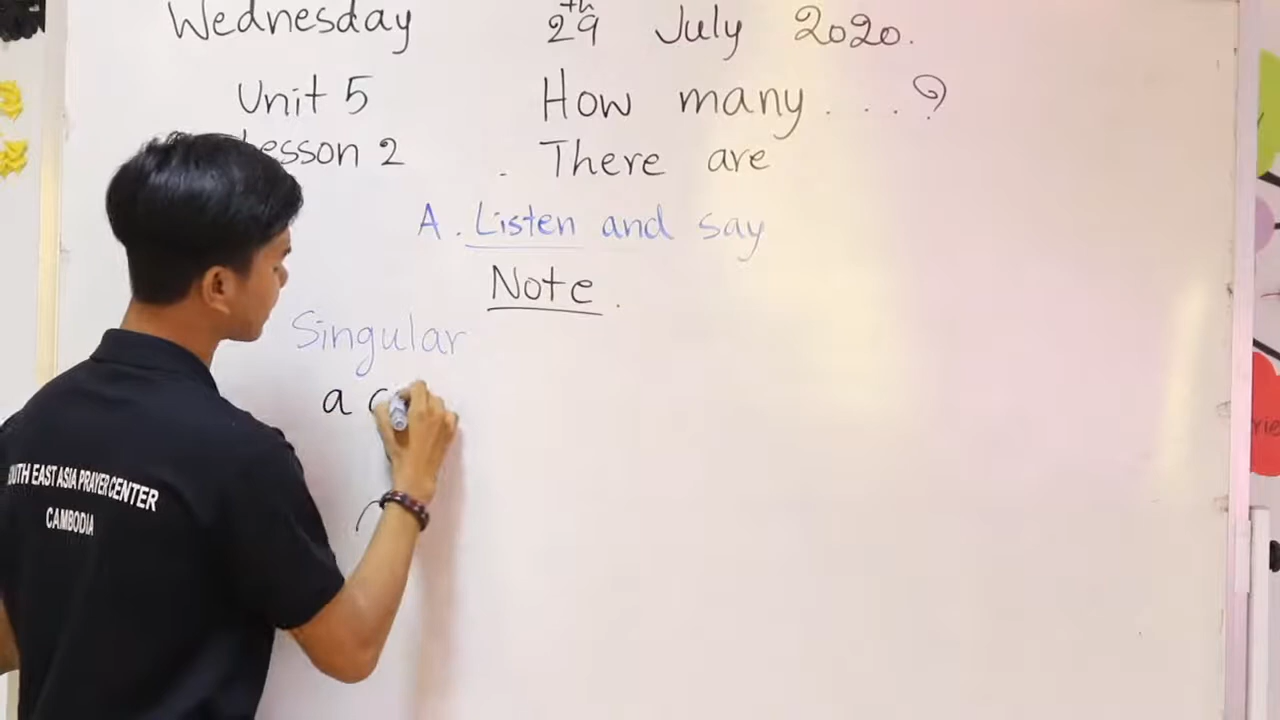 Wednesday 29th July 2020.
Unit 5 How many . . . ?
Lesson 2 . There are
A. Listen and say
Note.
Singular
a
SOUTH EAST ASIA PRAYER CENTER
CAMBODIA